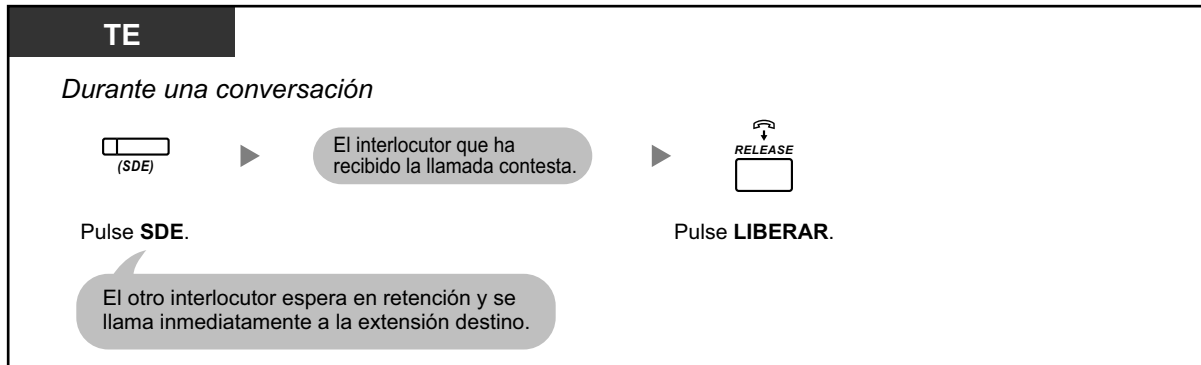 TE
Durante una conversación
(SDE)
El interlocutor que ha
recibido la llamada contesta.
RELEASE
Pulse SDE.
Pulse LIBERAR.
El otro interlocutor espera en retención y se
llama inmediatamente a la extensión destino.